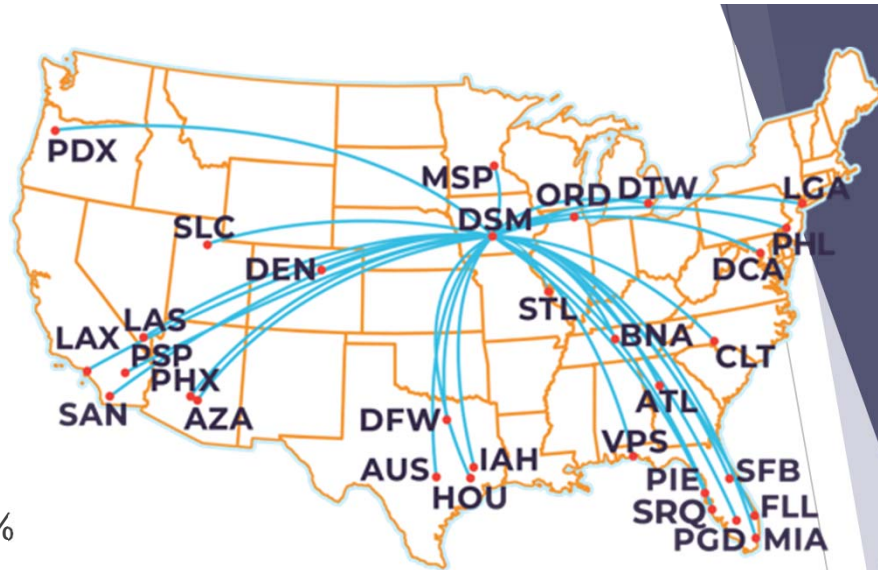 PDX
MSP
ORD
DTW
LGA
SLC
DSM
PHL
DEN
DCA
STL
LAS
LAX
BNA
PSP
CLT
PHX
SAN
AZA
ATL
DFW
VPS
AUS
IAH
PIE
SFB
HOU
SRQ
FLL
PGD
MIA
%